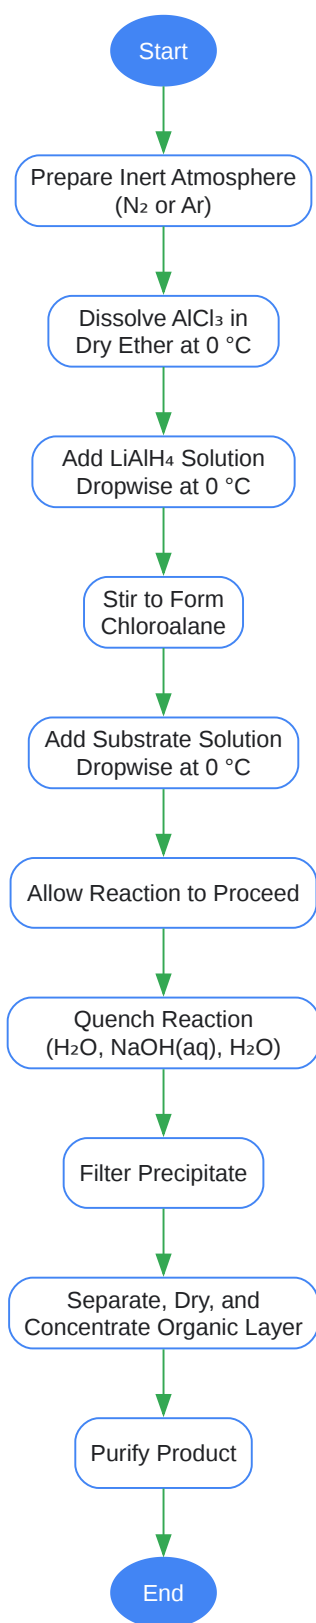 Start
Prepare Inert Atmosphere
(N₂ or Ar)
Dissolve AlCl₃ in
Dry Ether at 0 °C
Add LiAlH₄ Solution
Dropwise at 0 °C
Stir to Form
Chloroalane
Add Substrate Solution
Dropwise at 0 °C
Allow Reaction to Proceed
Quench Reaction
(H₂O, NaOH(aq), H₂O)
Filter Precipitate
Separate, Dry, and
Concentrate Organic Layer
Purify Product
End